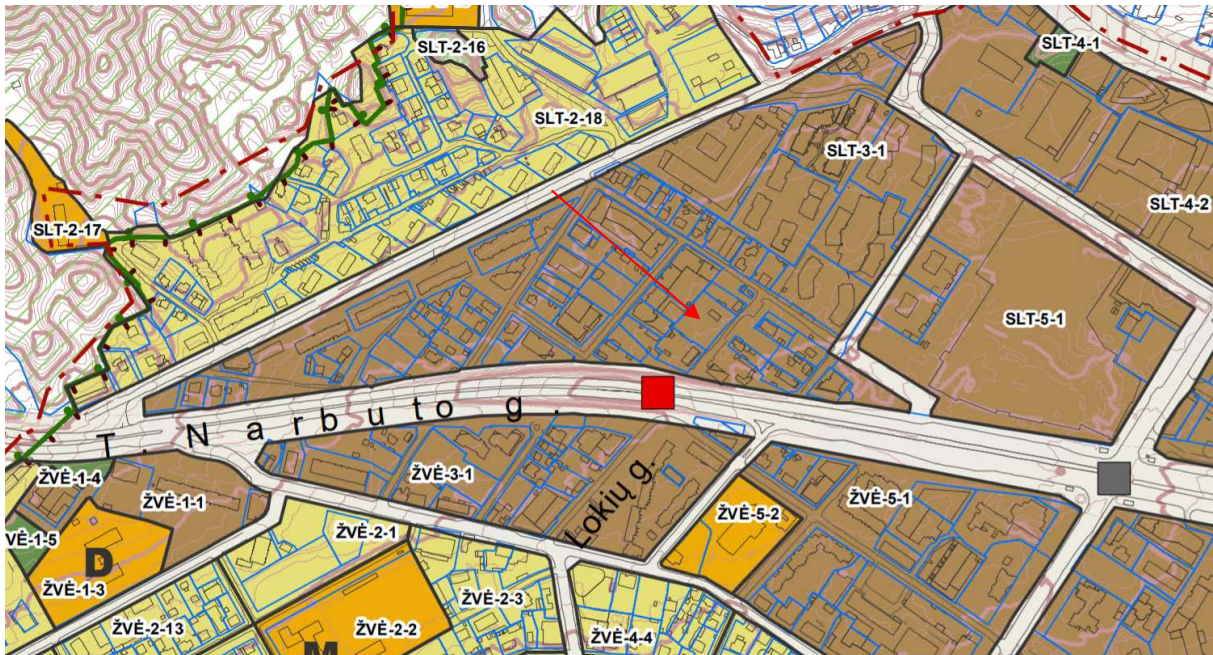 SLT-2-16
SLT-4-1
SLT-2-18
SLT-3-1
SLT-4-2
SLT-2-17
SLT-5-1
T. Narbuto g.
ŽVĖ-1-4
ŽVĖ-3-1
ŽVĖ-1-1
Lokių g.
ŽVĖ-5-1
ŽVĖ-5-2
VĖ-1-5
ŽVĖ-2-1
D
ŽVĖ-1-3
ŽVĖ-2-3
ŽVĖ-2-13
ŽVĖ-2-2
ŽVĖ-4-4
M